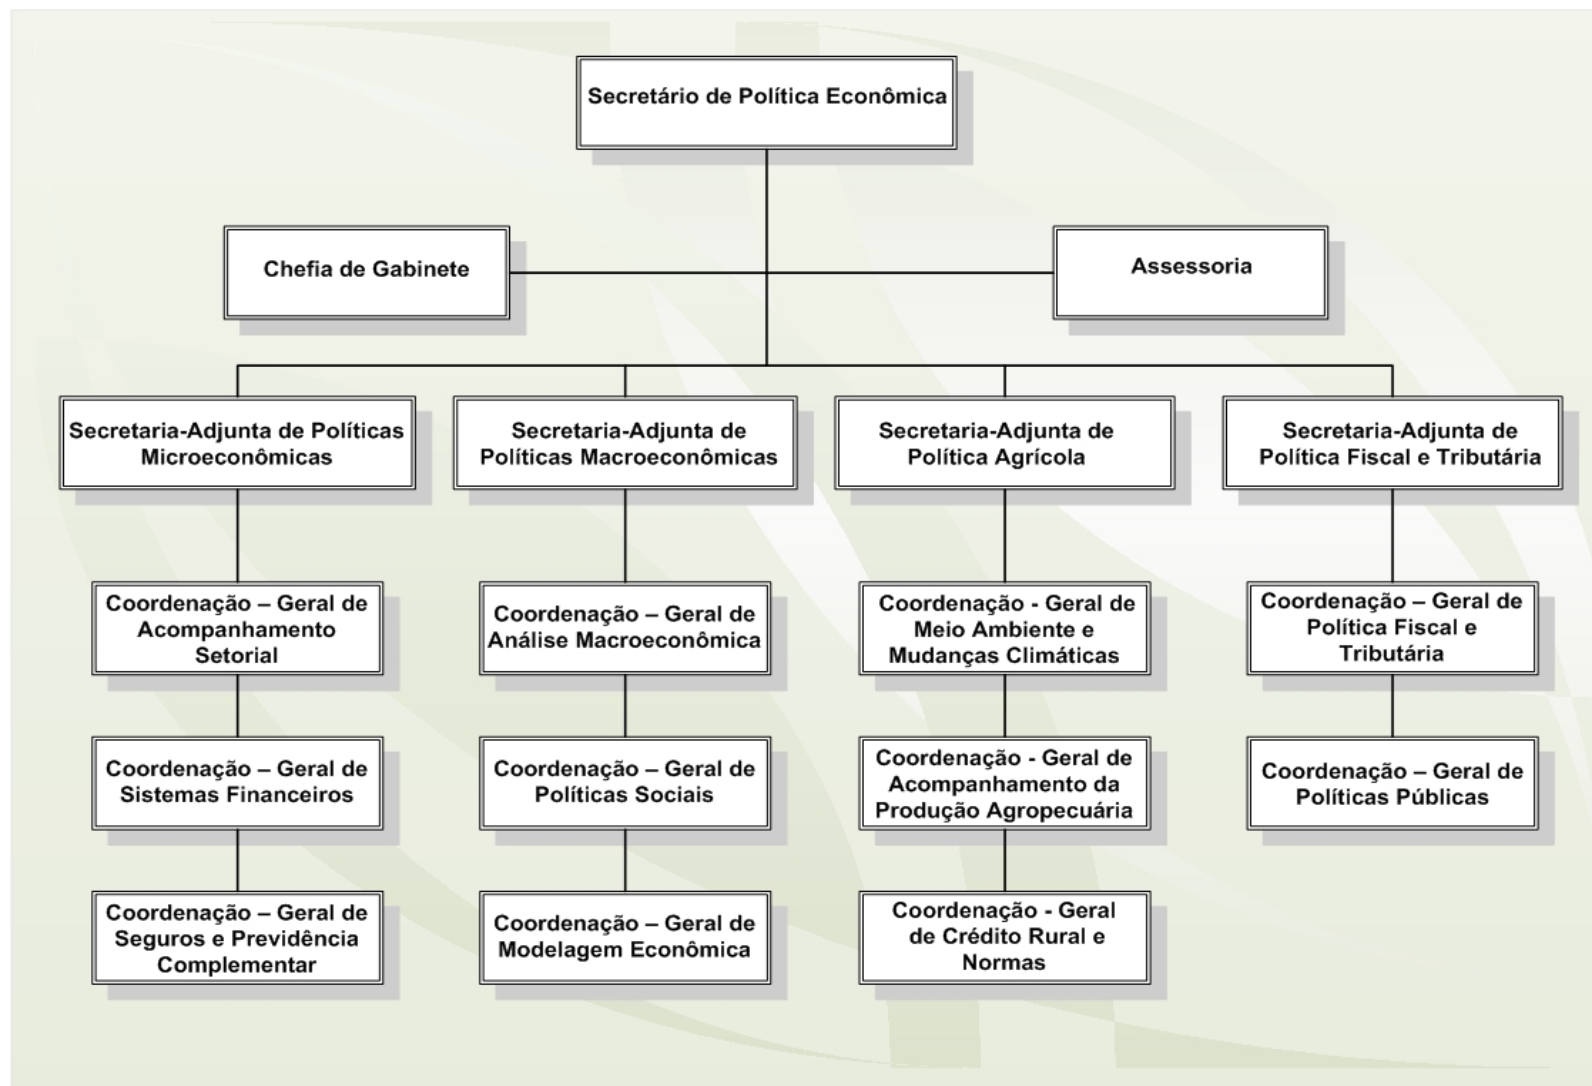 Secretário de Política Econômica
Chefia de Gabinete
Assessoria
Secretaria-Adjunta de Políticas
Microeconômicas
Secretaria-Adjunta de
Políticas Macroeconômicas
Secretaria-Adjunta de
Política Agrícola
Secretaria-Adjunta de
Política Fiscal e Tributária
Coordenação – Geral de
Acompanhamento
Setorial
Coordenação – Geral de
Análise Macroeconômica
Coordenação - Geral de
Meio Ambiente e
Mudanças Climáticas
Coordenação – Geral de
Política Fiscal e
Tributária
Coordenação – Geral de
Sistemas Financeiros
Coordenação – Geral de
Políticas Sociais
Coordenação - Geral de
Acompanhamento da
Produção Agropecuária
Coordenação – Geral de
Políticas Públicas
Coordenação – Geral de
Seguros e Previdência
Complementar
Coordenação – Geral de
Modelagem Econômica
Coordenação - Geral
de Crédito Rural e
Normas